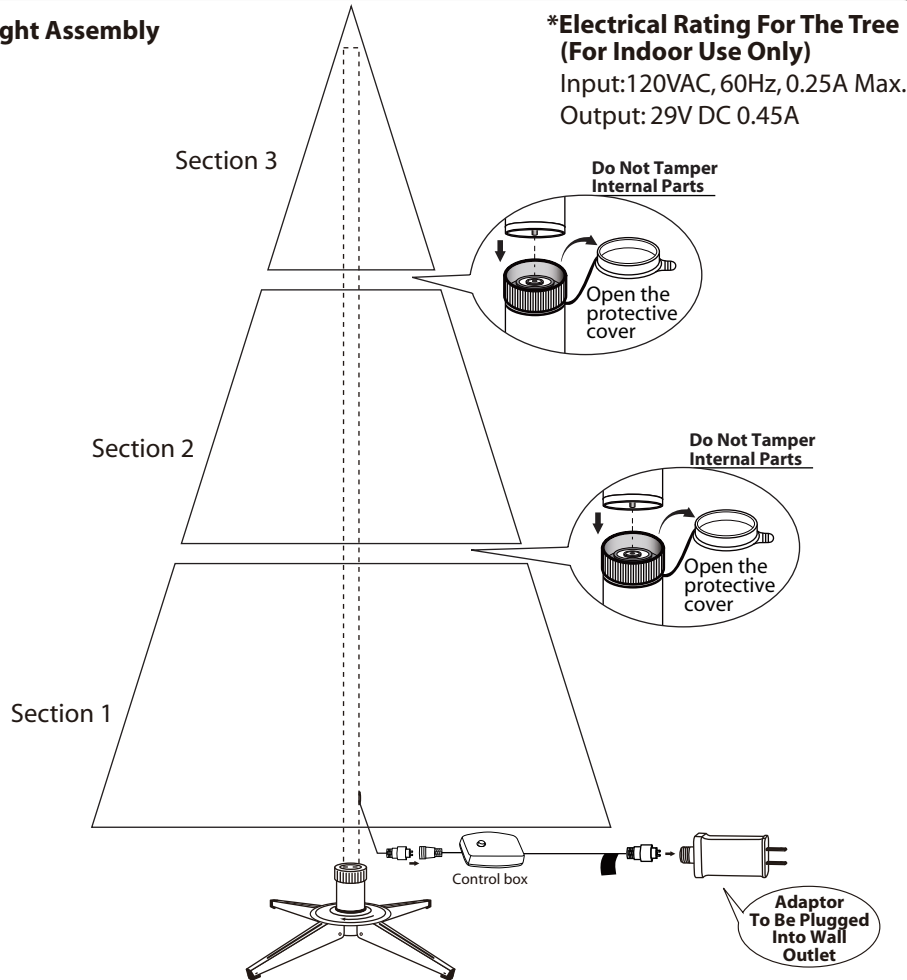 ght Assembly
*Electrical Rating For The Tree
(For Indoor Use Only)
Input:120VAC, 60Hz, 0.25A Max.
Output: 29V DC 0.45A
Section 3
Do Not Tamper
Internal Parts
Open the
protective
cover
Section 2
Do Not Tamper
Internal Parts
Open the
protective
cover
Section 1
Control box
Adaptor
To Be Plugged
Into Wall
Outlet